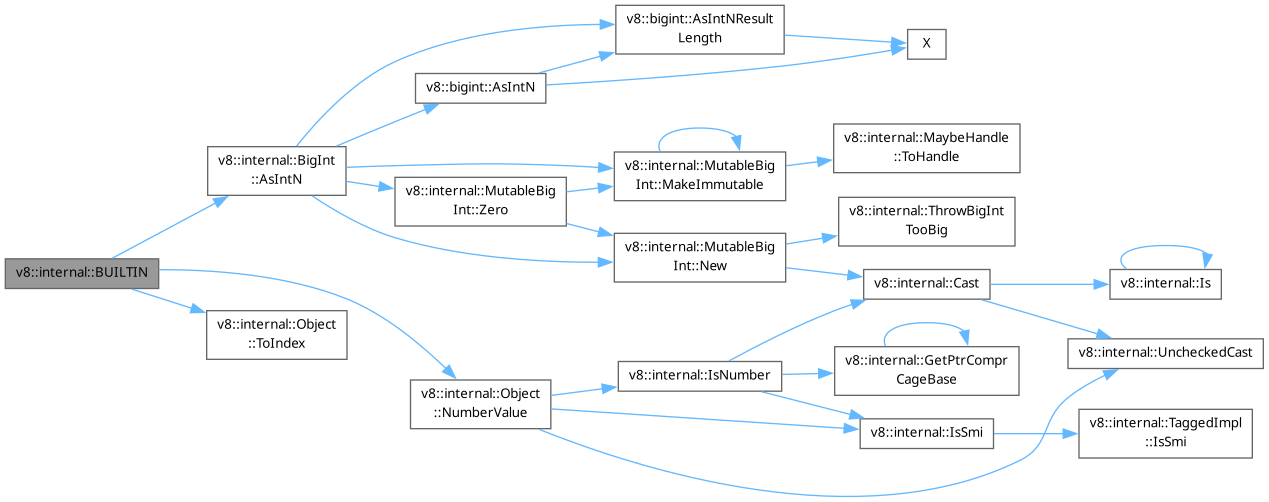 v8::bigint::AsIntNResult
Length
X
v8::bigint::AsIntN
v8::internal::MaybeHandle
::ToHandle
v8::internal::BigInt
::AsIntN
v8::internal::MutableBig
Int::MakeImmutable
v8::internal::MutableBig
Int::Zero
v8::internal::ThrowBigInt
TooBig
v8::internal::MutableBig
Int::New
v8::internal::BUILTIN
v8::internal::Cast
v8::internal::Is
v8::internal::Object
::ToIndex
v8::internal::UncheckedCast
v8::internal::GetPtrCompr
CageBase
v8::internal::IsNumber
v8::internal::Object
::NumberValue
v8::internal::IsSmi
v8::internal::TaggedImpl
::IsSmi